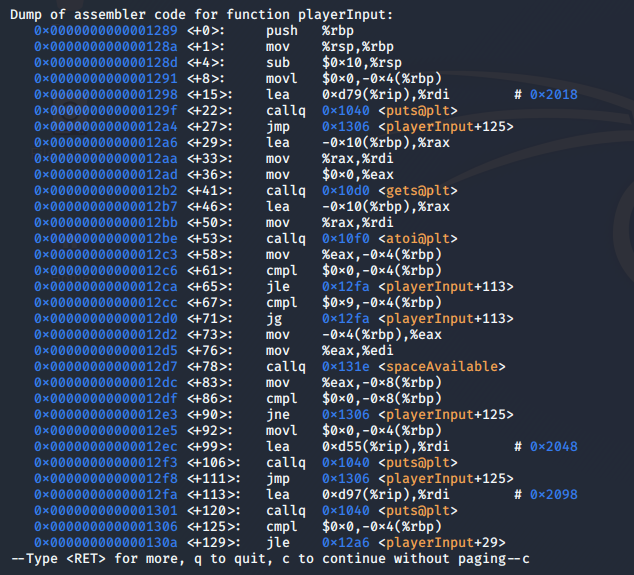 Dump of assembler code for function playerInput:
   0x0000000000001289 <+0>:     push   %rbp
   0x000000000000128a <+1>:     mov    %rsp,%rbp
   0x000000000000128d <+4>:     sub    $0x10,%rsp
   0x0000000000001291 <+8>:     movl   $0x0,-0x4(%rbp)
   0x0000000000001298 <+15>:    lea    0xd79(%rip),%rdi        # 0x2018
   0x000000000000129f <+22>:    callq  0x1040 <puts@plt>
   0x00000000000012a4 <+27>:    jmp    0x1306 <playerInput+125>
   0x00000000000012a6 <+29>:    lea    -0x10(%rbp),%rax
   0x00000000000012aa <+33>:    mov    %rax,%rdi
   0x00000000000012ad <+36>:    mov    $0x0,%eax
   0x00000000000012b2 <+41>:    callq  0x10d0 <gets@plt>
   0x00000000000012b7 <+46>:    lea    -0x10(%rbp),%rax
   0x00000000000012bb <+50>:    mov    %rax,%rdi
   0x00000000000012be <+53>:    callq  0x10f0 <atoi@plt>
   0x00000000000012c3 <+58>:    mov    %eax,-0x4(%rbp)
   0x00000000000012c6 <+61>:    cmpl   $0x0,-0x4(%rbp)
   0x00000000000012ca <+65>:    jle    0x12fa <playerInput+113>
   0x00000000000012cc <+67>:    cmpl   $0x9,-0x4(%rbp)
   0x00000000000012d0 <+71>:    jg     0x12fa <playerInput+113>
   0x00000000000012d2 <+73>:    mov    -0x4(%rbp),%eax
   0x00000000000012d5 <+76>:    mov    %eax,%edi
   0x00000000000012d7 <+78>:    callq  0x131e <spaceAvailable>
   0x00000000000012dc <+83>:    mov    %eax,-0x8(%rbp)
   0x00000000000012df <+86>:    cmpl   $0x0,-0x8(%rbp)
   0x00000000000012e3 <+90>:    jne    0x1306 <playerInput+125>
   0x00000000000012e5 <+92>:    movl   $0x0,-0x4(%rbp)
   0x00000000000012ec <+99>:    lea    0xd55(%rip),%rdi        # 0x2048
   0x00000000000012f3 <+106>:   callq  0x1040 <puts@plt>
   0x00000000000012f8 <+111>:   jmp    0x1306 <playerInput+125>
   0x00000000000012fa <+113>:   lea    0xd97(%rip),%rdi        # 0x2098
   0x0000000000001301 <+120>:   callq  0x1040 <puts@plt>
   0x0000000000001306 <+125>:   cmpl   $0x0,-0x4(%rbp)
   0x000000000000130a <+129>:   jle    0x12a6 <playerInput+29>
--Type <RET> for more, q to quit, c to continue without paging--c